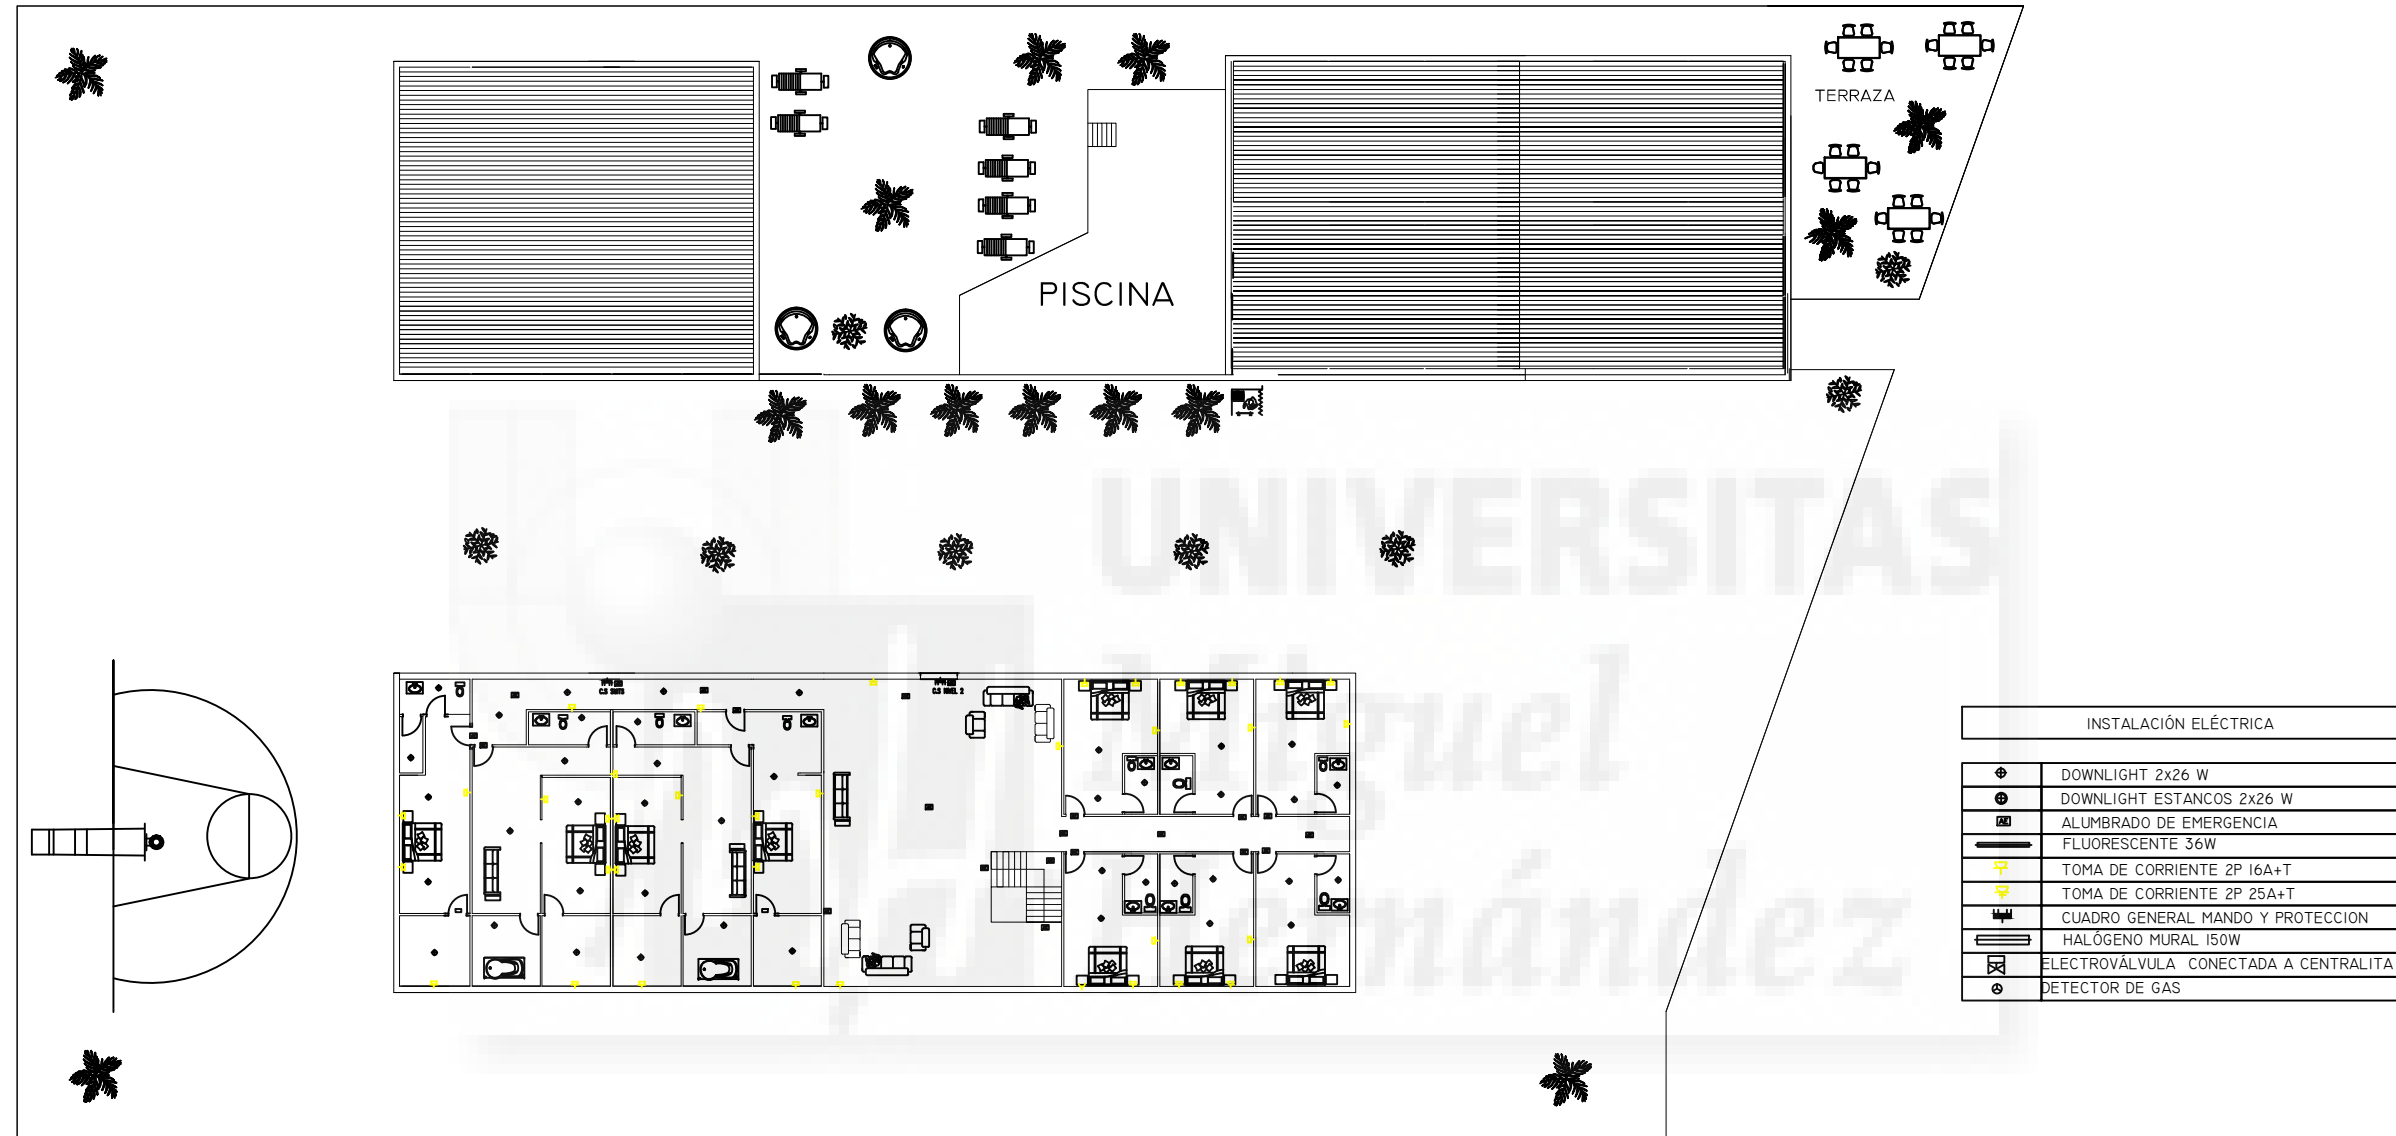 TERRAZA
PISCINA
UNIVERSITAS
Miguel
Hernández
C.S SUITS
C.S NIVEL 2
INSTALACIÓN ELÉCTRICA
DOWNLIGHT 2x26 W
DOWNLIGHT ESTANCOS 2x26 W
AE ALUMBRADO DE EMERGENCIA
FLUORESCENTE 36W
TOMA DE CORRIENTE 2P 16A+T
TOMA DE CORRIENTE 2P 25A+T
CUADRO GENERAL MANDO Y PROTECCION
HALÓGENO MURAL 150W
ELECTROVÁLVULA CONECTADA A CENTRALITA
DETECTOR DE GAS